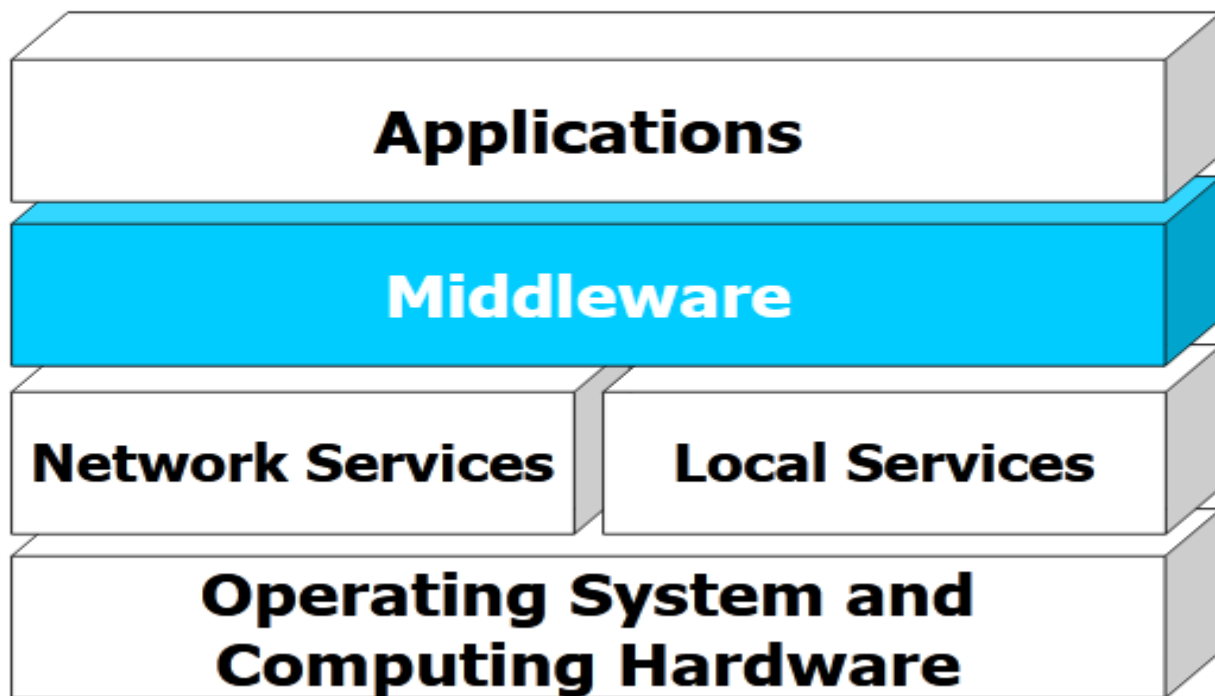 Applications
Middleware
Network Services
Local Services
Operating System and
Computing Hardware